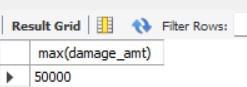 Result Grid Filter Rows:
max(damage_amt)
50000